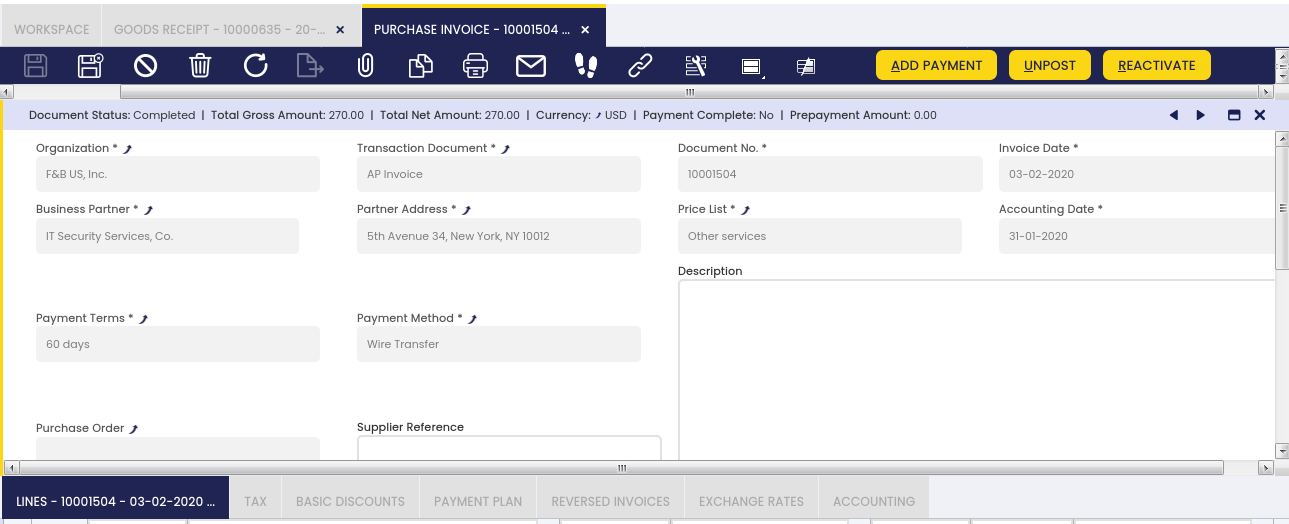 WORKSPACE GOODS RECEIPT - 10000635 - 20-... PURCHASE INVOICE - 10001504 ...
ADD PAYMENT UNPOST REACTIVATE
Document Status: Completed | Total Gross Amount: 270.00 | Total Net Amount: 270.00 | Currency: USD | Payment Complete: No | Prepayment Amount: 0.00
Organization * Transaction Document * Document No. * Invoice Date *
F&B US, Inc. AP Invoice 10001504 03-02-2020
Business Partner * Partner Address * Price List * Accounting Date *
IT Security Services, Co. 5th Avenue 34, New York, NY 10012 Other services 31-01-2020
Description
Payment Terms * Payment Method *
60 days Wire Transfer
Purchase Order Supplier Reference
LINES - 10001504 - 03-02-2020 ... TAX BASIC DISCOUNTS PAYMENT PLAN REVERSED INVOICES EXCHANGE RATES ACCOUNTING